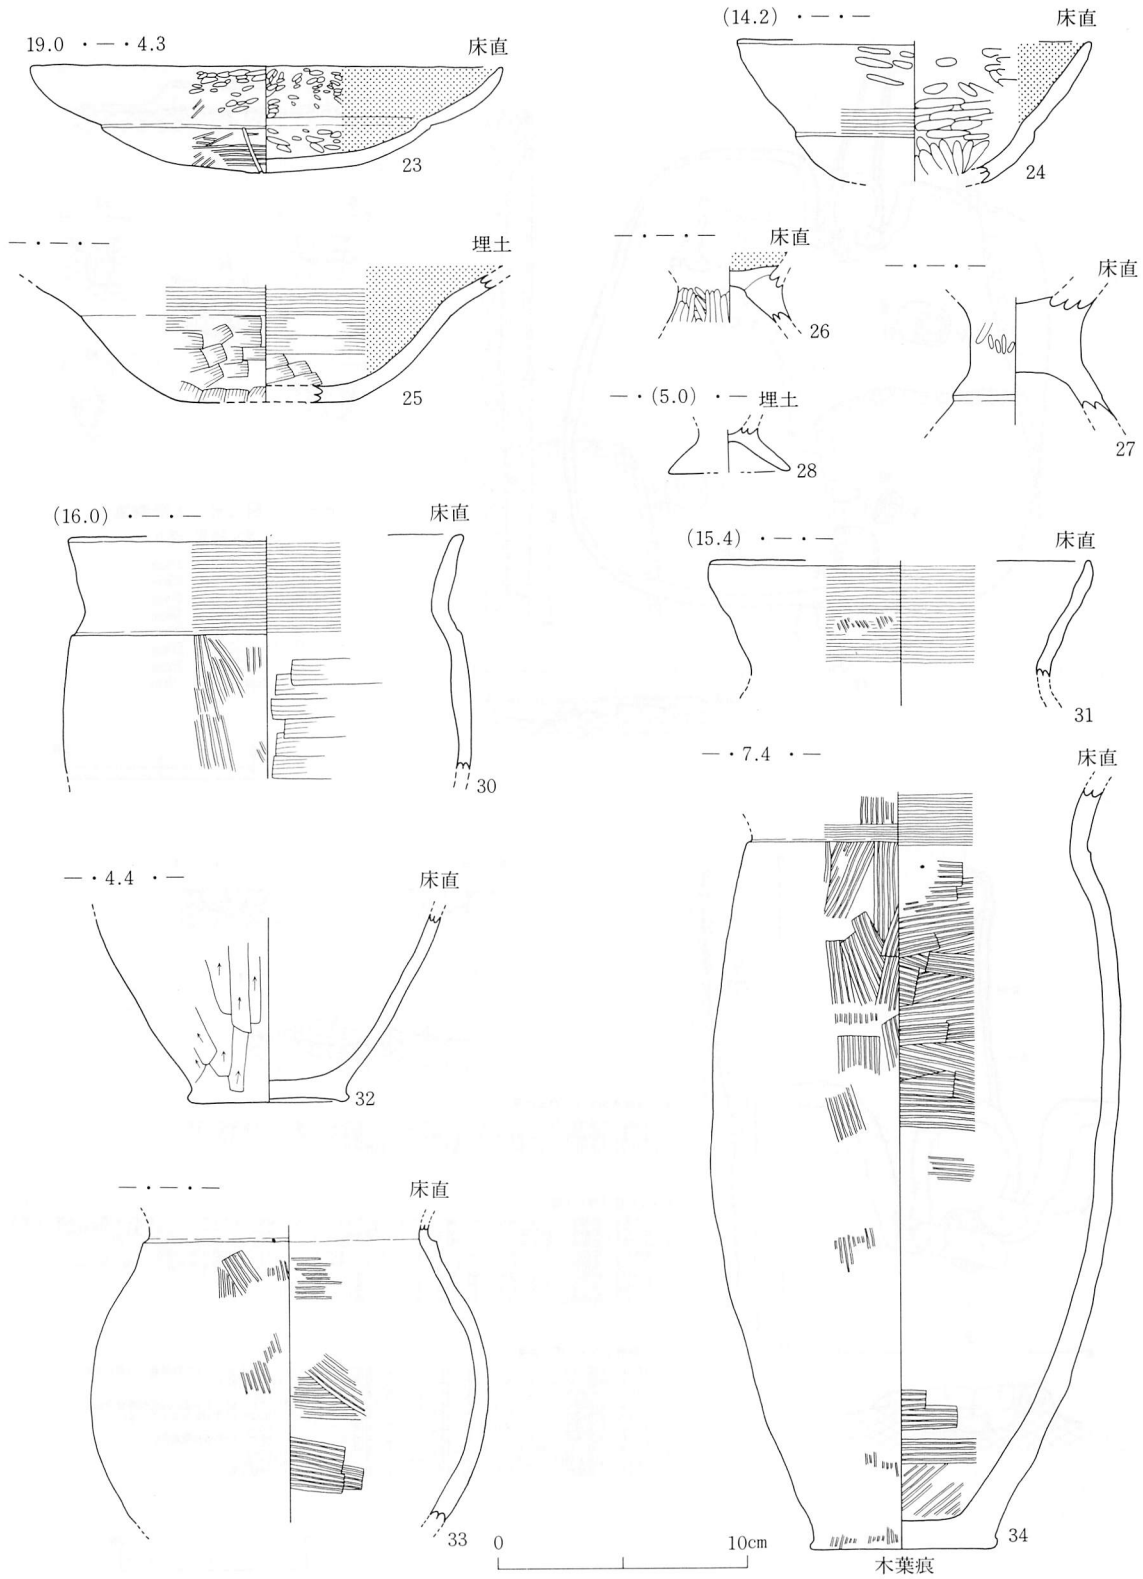 19.0 ・―・4.3 床直
23
(14.2) ・―・― 床直
24
―・―・― 埋土
25
―・―・― 床直
26
―・―・― 床直
27
―・(5.0) ・― 埋土
28
(16.0) ・―・― 床直
30
(15.4) ・―・― 床直
31
―・4.4 ・― 床直
32
―・7.4 ・― 床直
34
木葉痕
―・―・― 床直
33
0 10cm